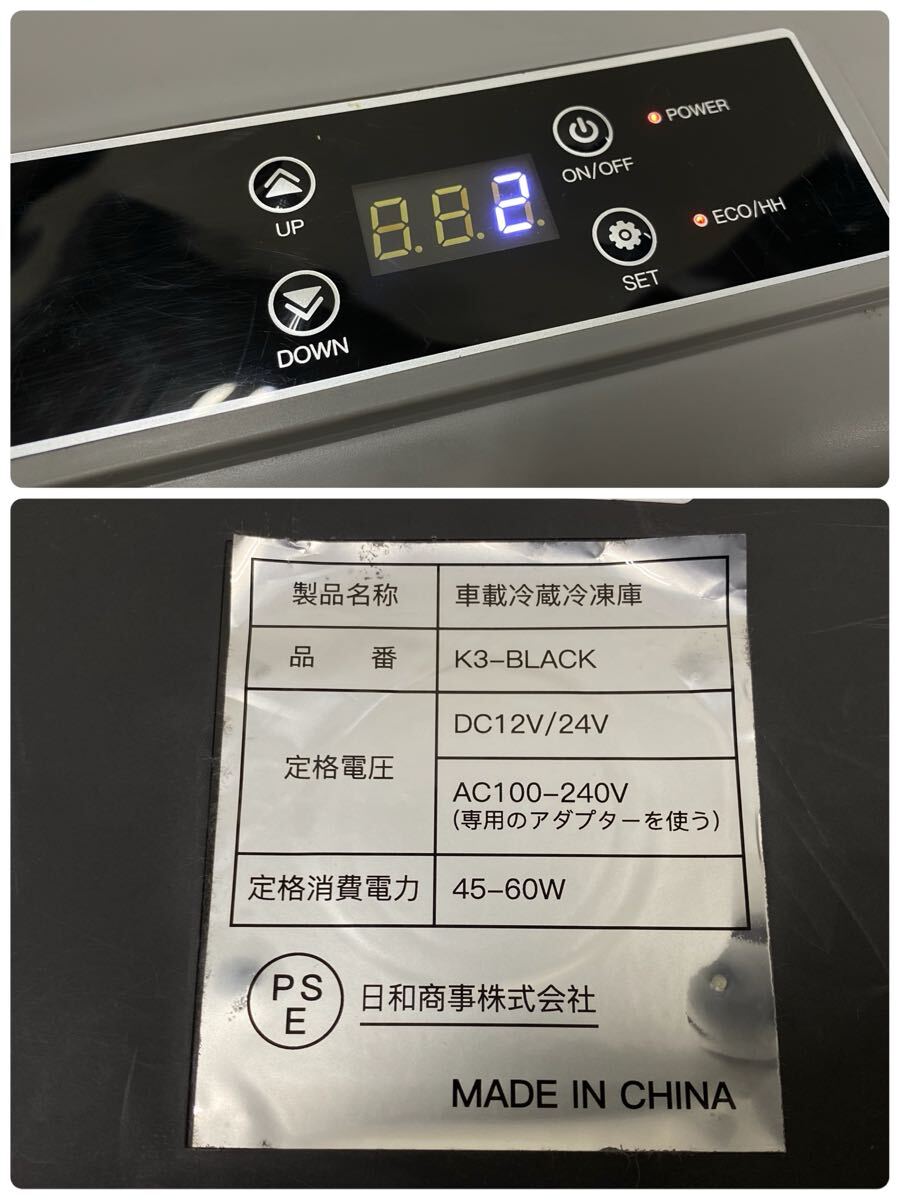 UP
DOWN
2
ON/OFF
SET
POWER
ECO/HH
製品名称 車載冷蔵冷凍庫
品 番 K3-BLACK
定格電圧 DC12V/24V
AC100-240V
(専用のアダプターを使う)
定格消費電力 45-60W
PS
E
日和商事株式会社
MADE IN CHINA